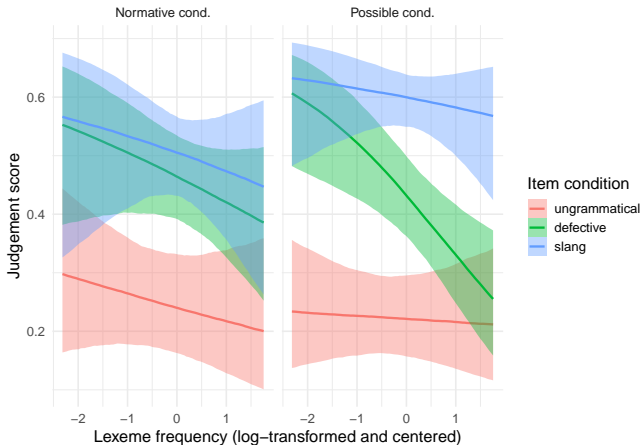 Normative cond. Possible cond.
Judgement score
0.6
0.4
0.2
−2 −1 0 1 −2 −1 0 1
Lexeme frequency (log−transformed and centered)
Item condition
ungrammatical
defective
slang